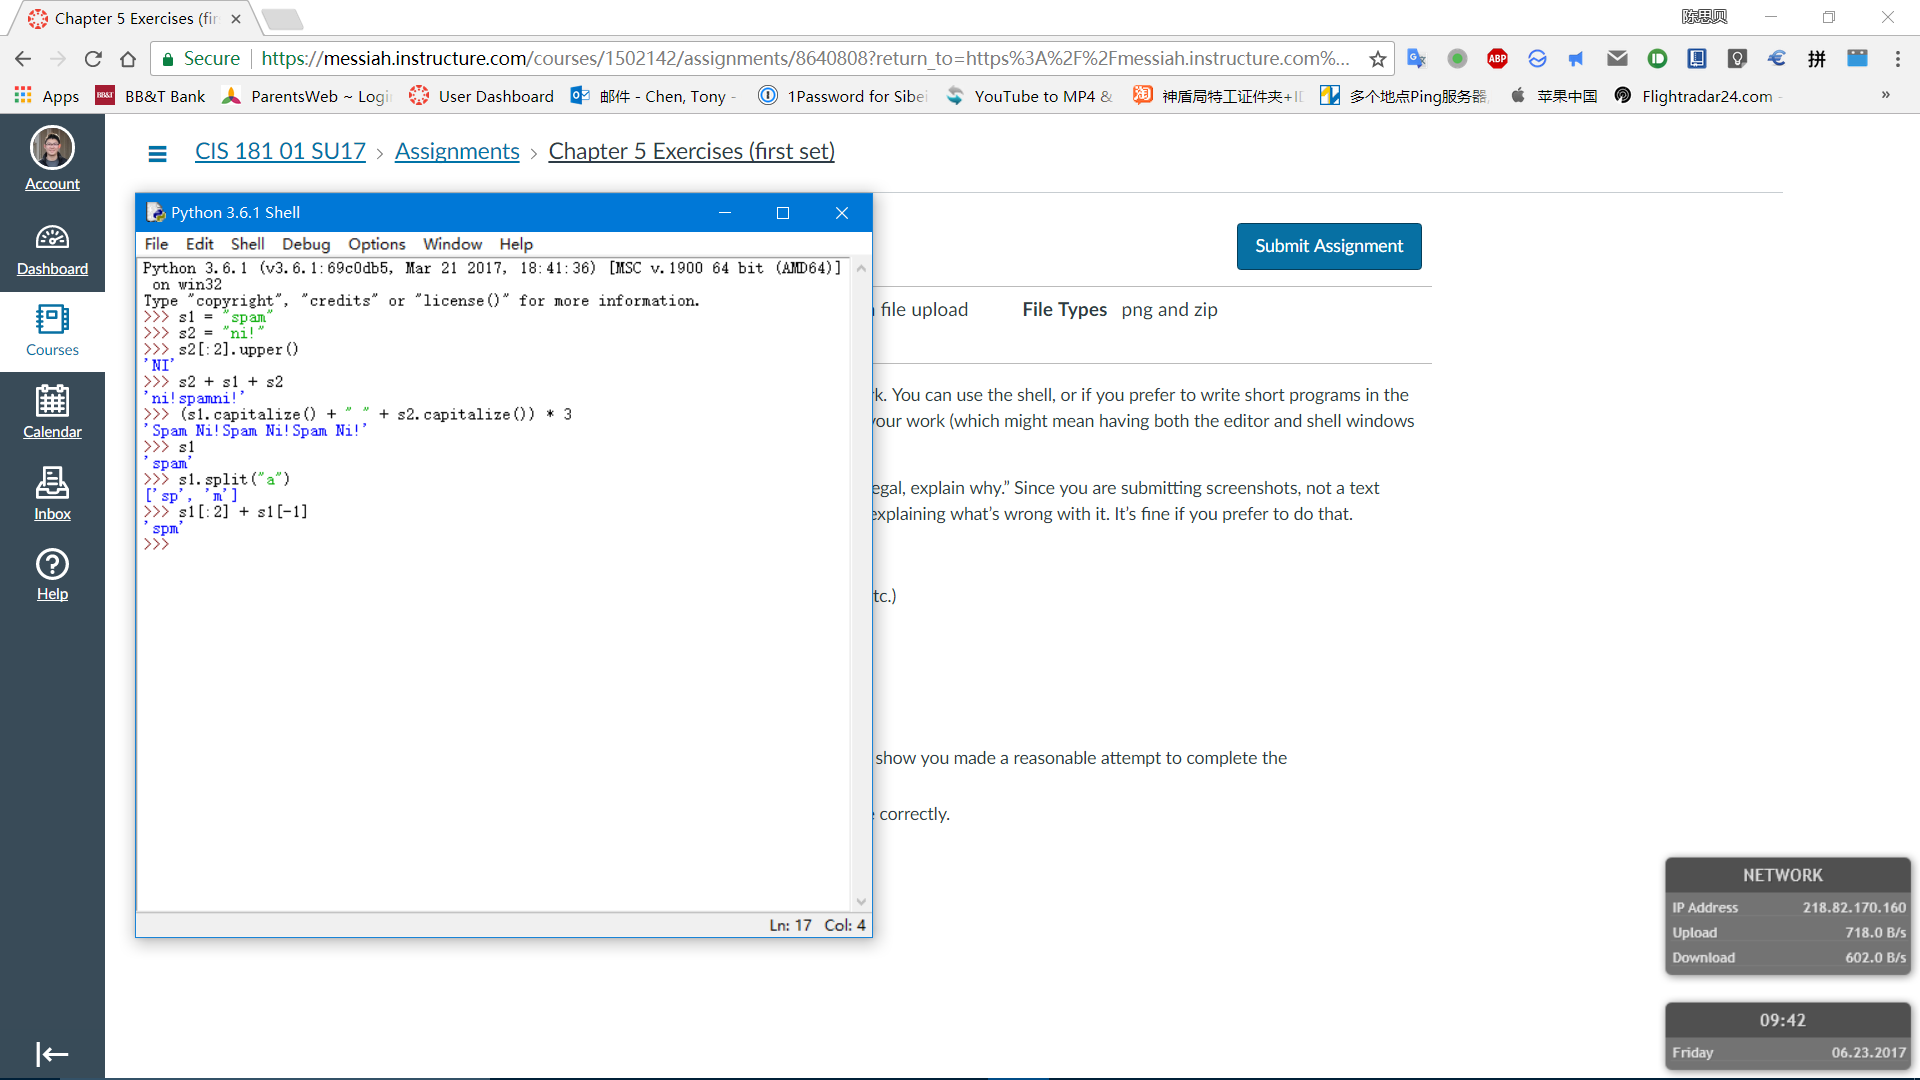 Chapter 5 Exercises (fir
陈思贝
Secure
https://messiah.instructure.com/courses/1502142/assignments/8640808?return_to=https%3A%2F%2Fmessiah.instructure.com%...
ABP
拼
Apps
BB&T Bank
ParentsWeb ~ Logi
User Dashboard
邮件 - Chen, Tony -
1Password for Sibei
YouTube to MP4 &
神盾局特工证件夹+I
多个地点Ping服务器
苹果中国
Flightradar24.com -
»
Account
Dashboard
Courses
Calendar
Inbox
Help
CIS 181 01 SU17 › Assignments › Chapter 5 Exercises (first set)
Submit Assignment
file upload
File Types png and zip
k. You can use the shell, or if you prefer to write short programs in the
your work (which might mean having both the editor and shell windows
egal, explain why.” Since you are submitting screenshots, not a text
explaining what’s wrong with it. It’s fine if you prefer to do that.
tc.)
show you made a reasonable attempt to complete the
correctly.
Python 3.6.1 Shell
File Edit Shell Debug Options Window Help
Python 3.6.1 (v3.6.1:69c0db5, Mar 21 2017, 18:41:36) [MSC v.1900 64 bit (AMD64)]
on win32
Type "copyright", "credits" or "license()" for more information.
>>> s1 = "spam"
>>> s2 = "ni!"
>>> s2[:2].upper()
'NI'
>>> s2 + s1 + s2
'ni!spamni!'
>>> (s1.capitalize() + " " + s2.capitalize()) * 3
'Spam Ni!Spam Ni!Spam Ni!'
>>> s1
'spam'
>>> s1.split("a")
['sp', 'm']
>>> s1[:2] + s1[-1]
'spm'
>>>
Ln: 17 Col: 4
NETWORK
IP Address 218.82.170.160
Upload 718.0 B/s
Download 602.0 B/s
09:42
Friday 06.23.2017